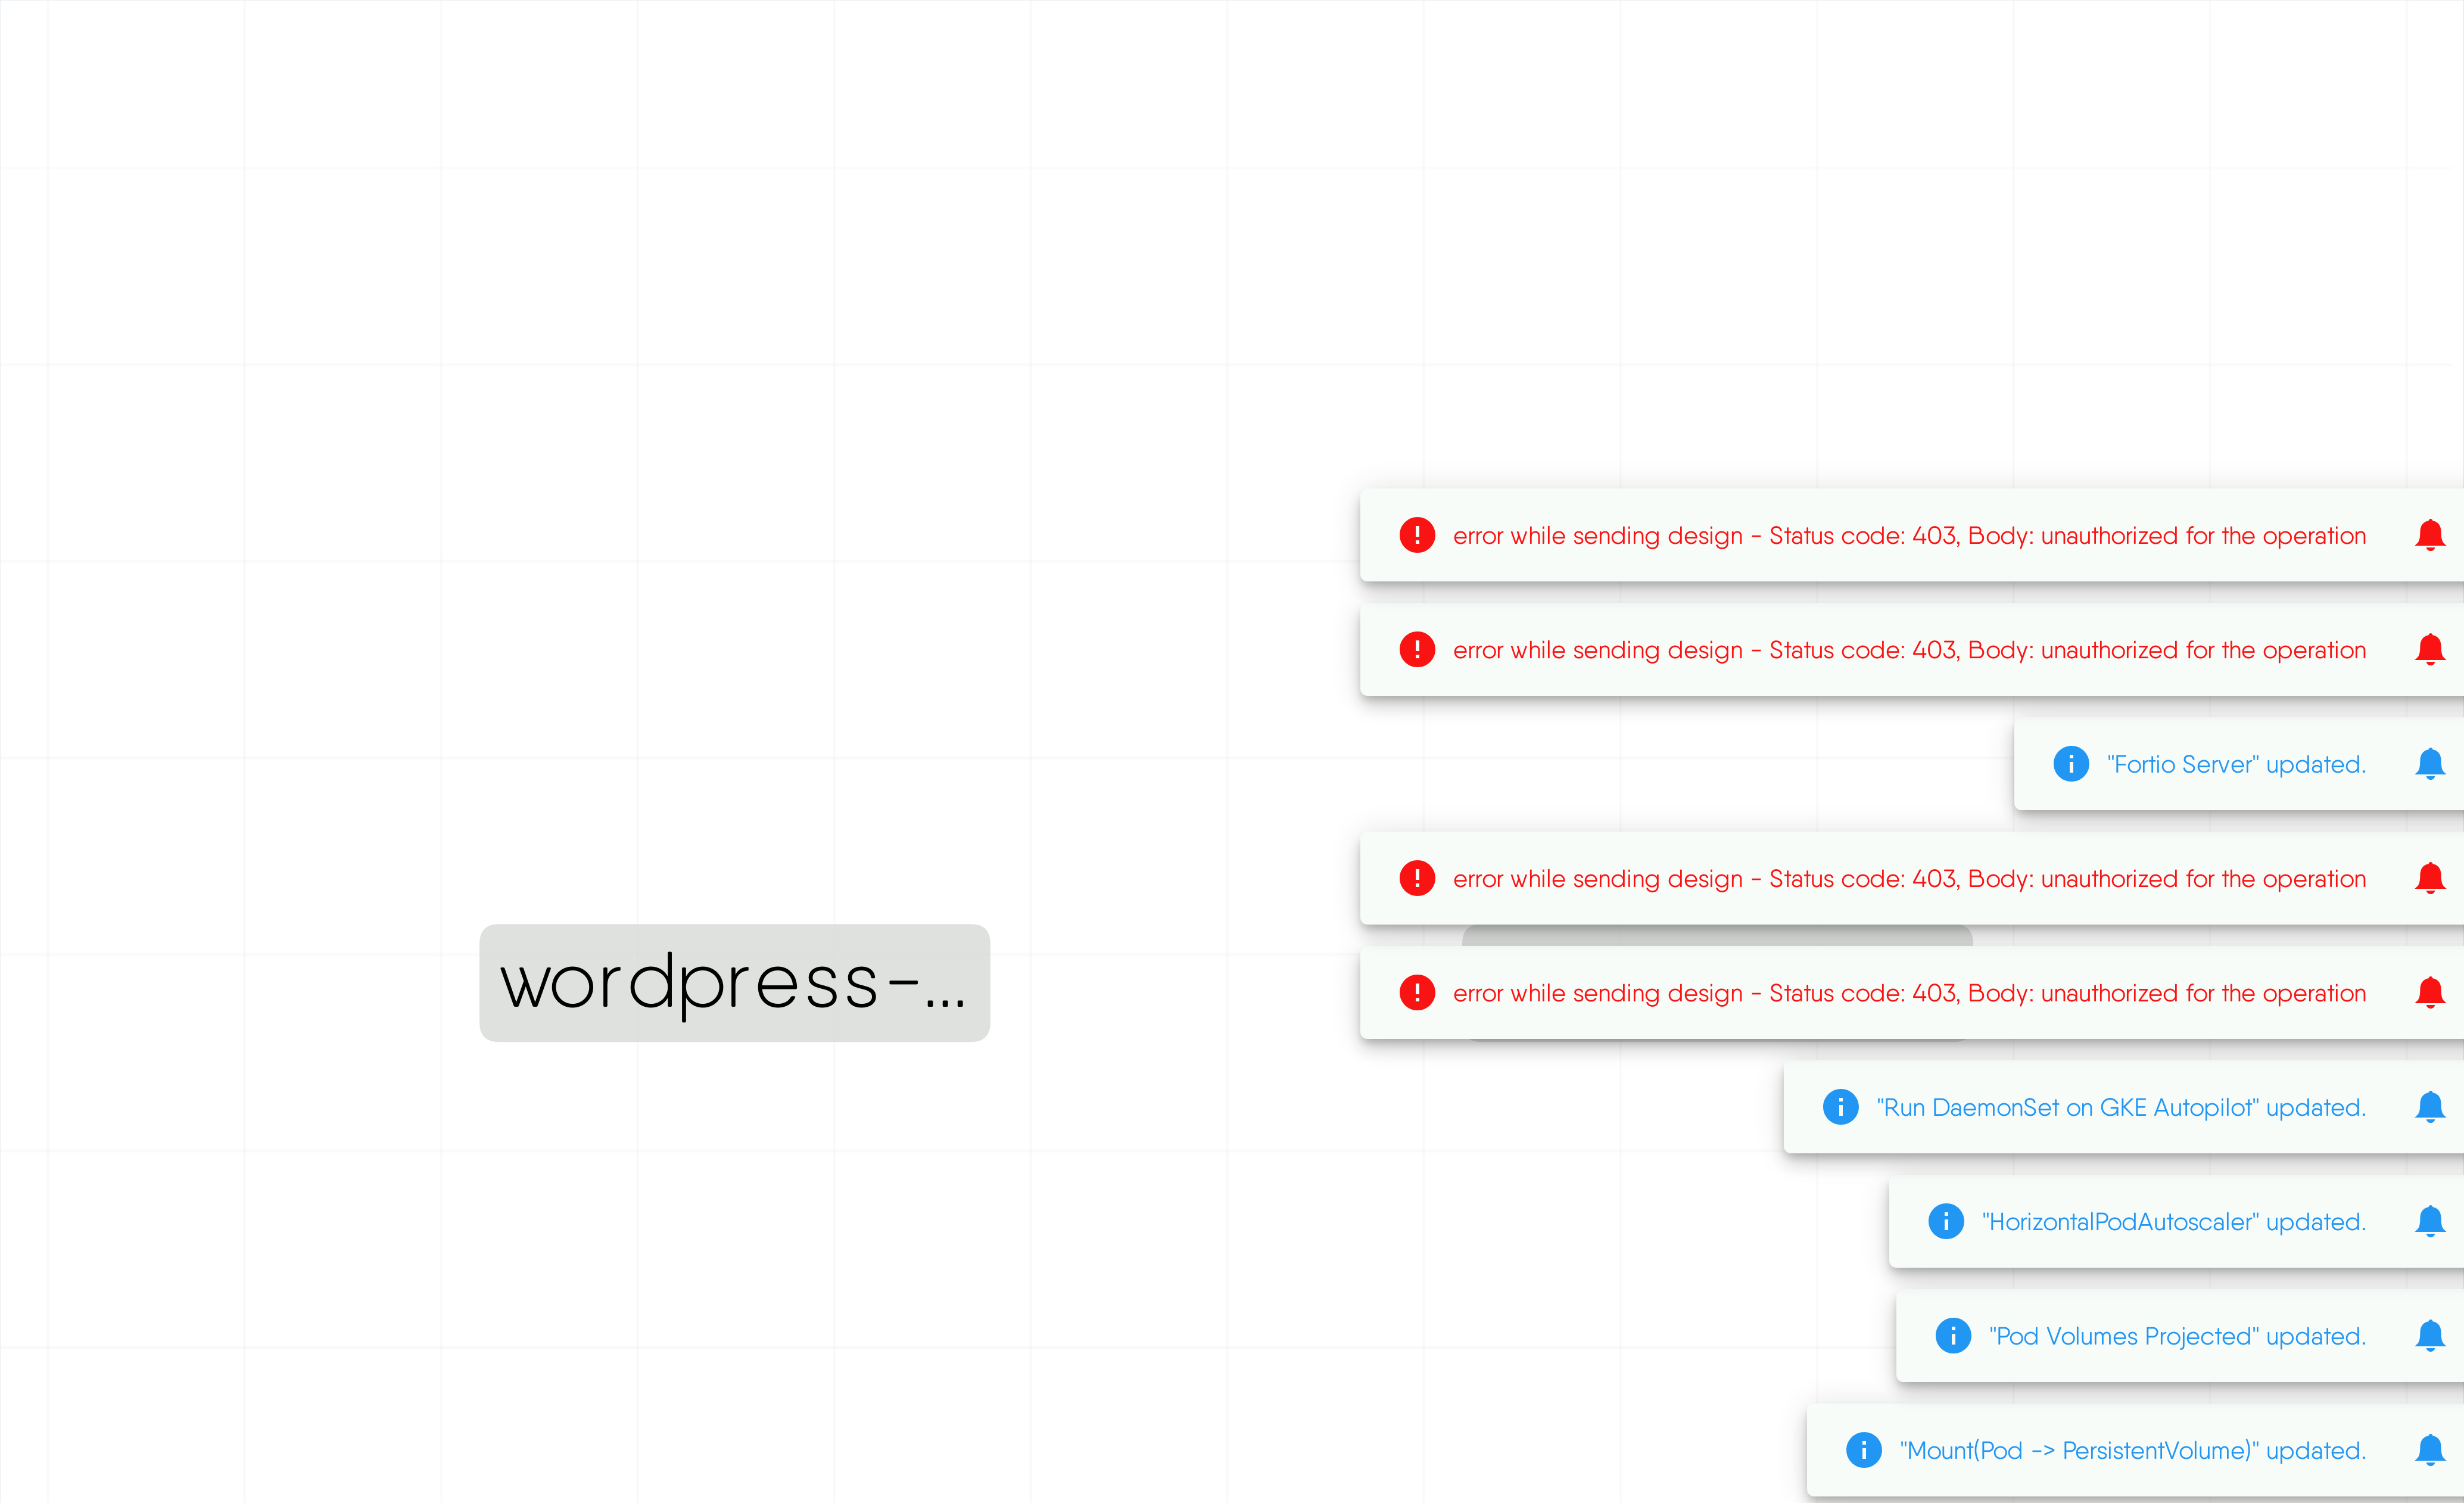 error while sending design - Status code: 403, Body: unauthorized for the operation
error while sending design - Status code: 403, Body: unauthorized for the operation
"Fortio Server" updated.
error while sending design - Status code: 403, Body: unauthorized for the operation
wordpress-...
error while sending design - Status code: 403, Body: unauthorized for the operation
"Run DaemonSet on GKE Autopilot" updated.
"HorizontalPodAutoscaler" updated.
"Pod Volumes Projected" updated.
"Mount(Pod -> PersistentVolume)" updated.